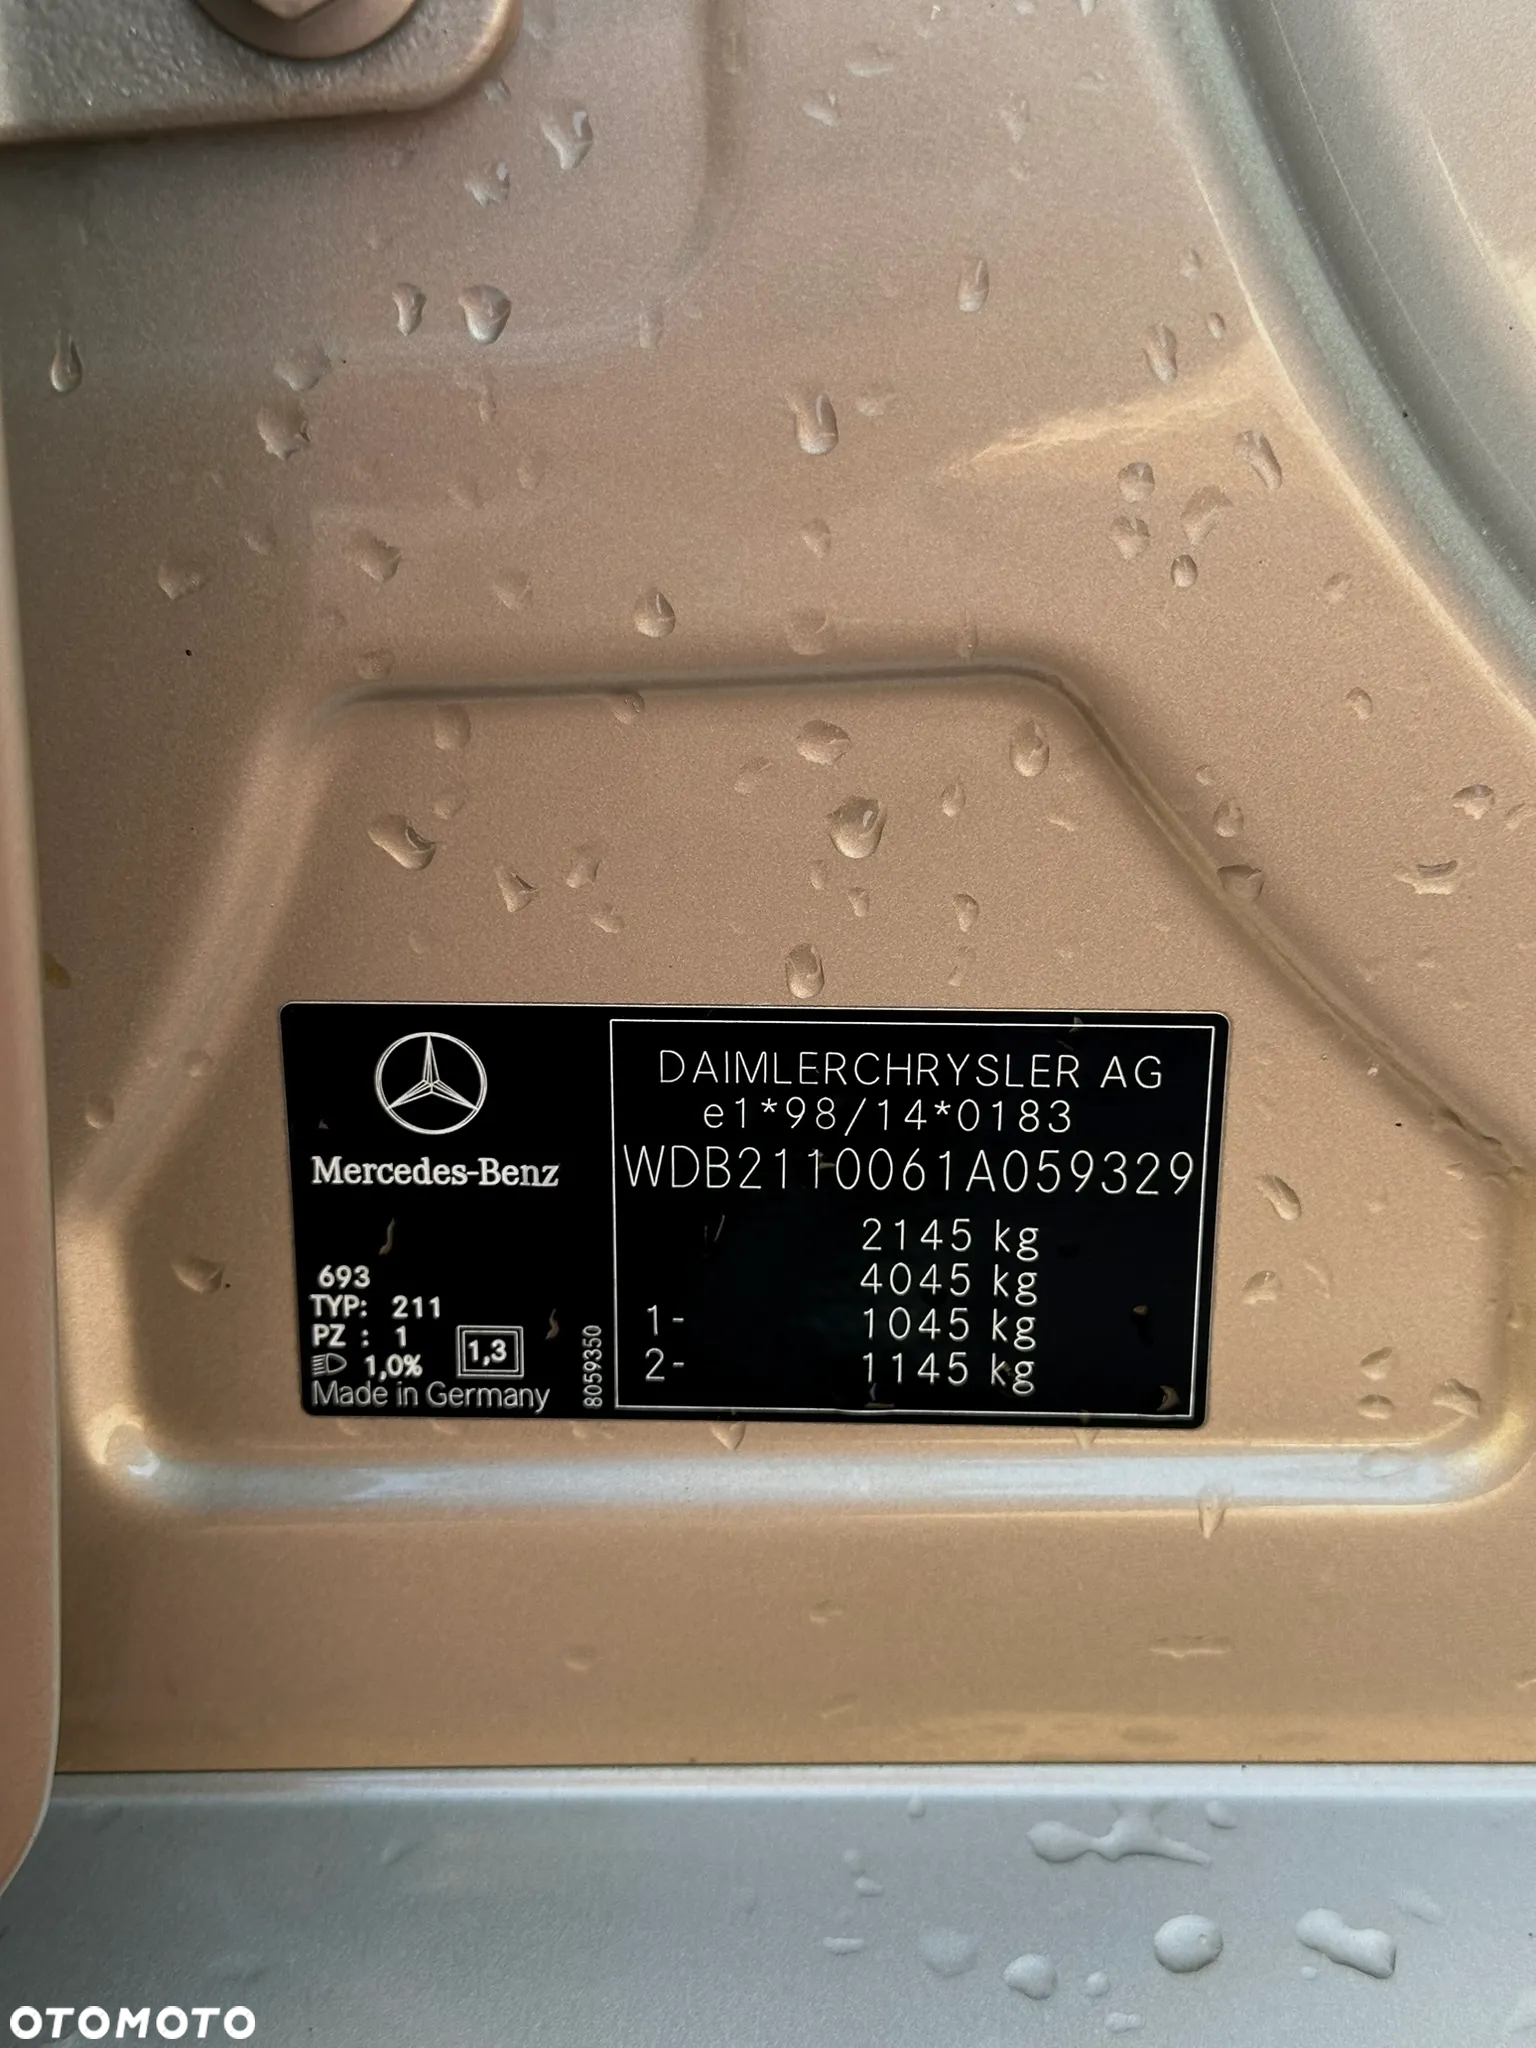 DAIMLERCHRYSLER AG
e1*98/14*0183
WDB2110061A059329
2145 kg
4045 kg
1- 1045 kg
2- 1145 kg
Mercedes-Benz
693
TYP: 211
PZ : 1
1,0% 1,3
Made in Germany
8059350
OTOMOTO